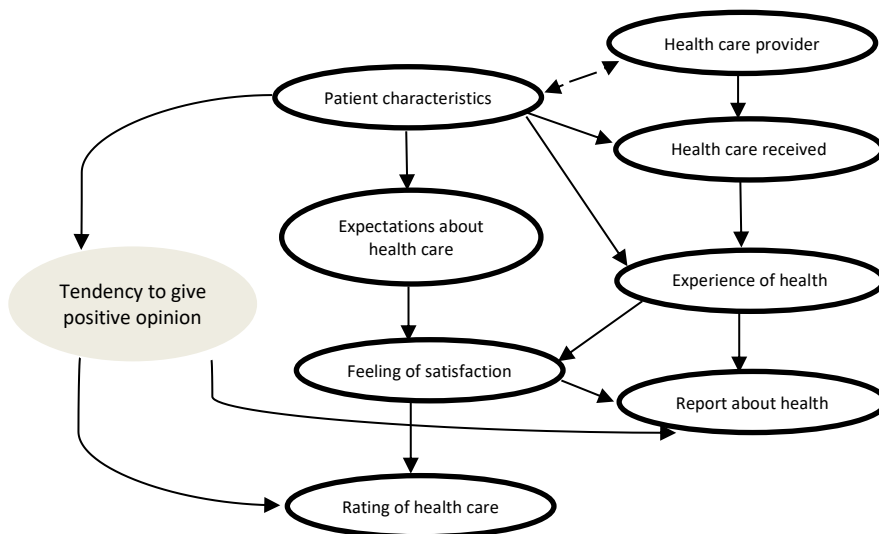 Health care provider
Patient characteristics
Health care received
Expectations about
health care
Tendency to give
positive opinion
Experience of health
Feeling of satisfaction
Report about health
Rating of health care